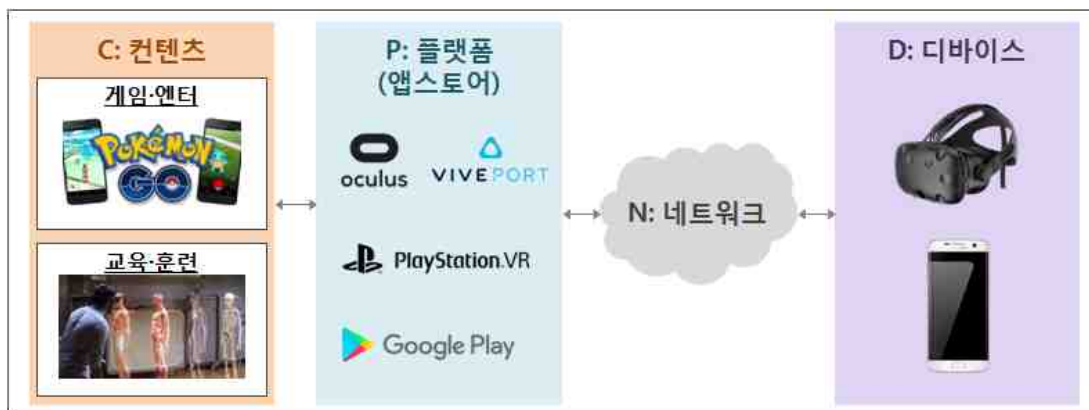 C: 컨텐츠
게임·엔터
POKÉMON
GO
교육·훈련
P: 플랫폼
(앱스토어)
oculus
VIVEPORT
PlayStation.VR
Google Play
N: 네트워크
D: 디바이스